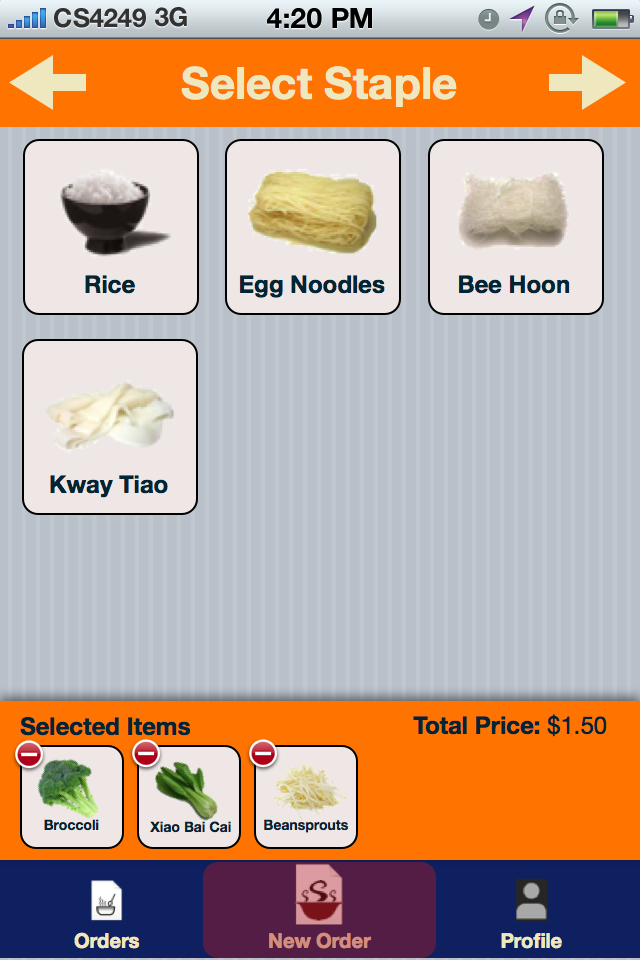 CS4249 3G 4:20 PM
Select Staple
Rice Egg Noodles Bee Hoon
Kway Tiao
Selected Items Total Price: $1.50
Broccoli Xiao Bai Cai Beansprouts
Orders New Order Profile